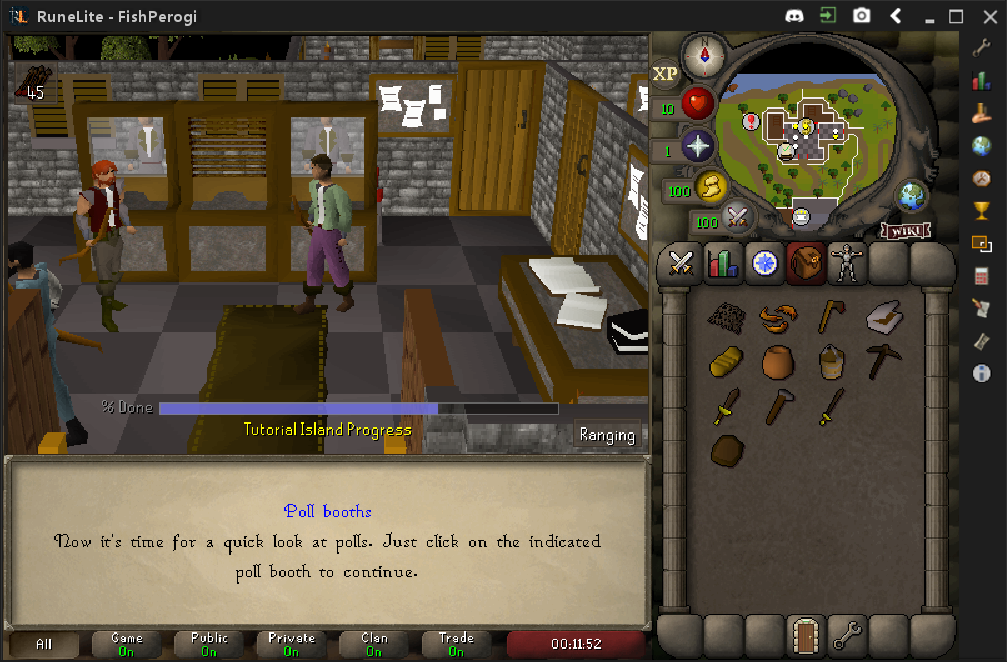 RuneLite - FishPerogi
45
N
XP
10
1
100
100
WIKI
% Done
Tutorial Island Progress
Ranging
Poll booths
Now it's time for a quick look at polls. Just click on the indicated
poll booth to continue.
All
Game
On
Public
On
Private
On
Clan
On
Trade
On
00:11:52